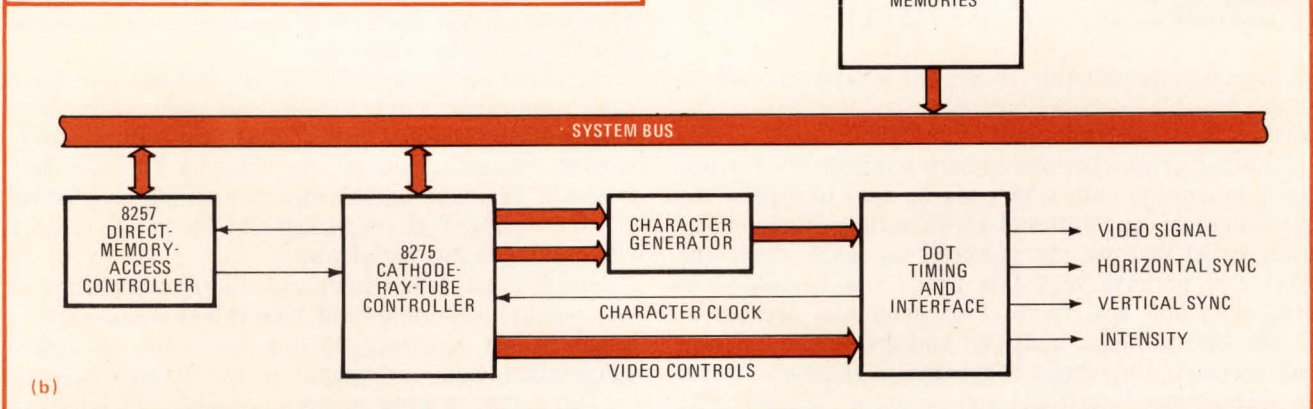 MEMORIES
SYSTEM BUS
8257
DIRECT-
MEMORY-
ACCESS
CONTROLLER
8275
CATHODE-
RAY-TUBE
CONTROLLER
CHARACTER
GENERATOR
CHARACTER CLOCK
VIDEO CONTROLS
DOT
TIMING
AND
INTERFACE
VIDEO SIGNAL
HORIZONTAL SYNC
VERTICAL SYNC
INTENSITY
(b)